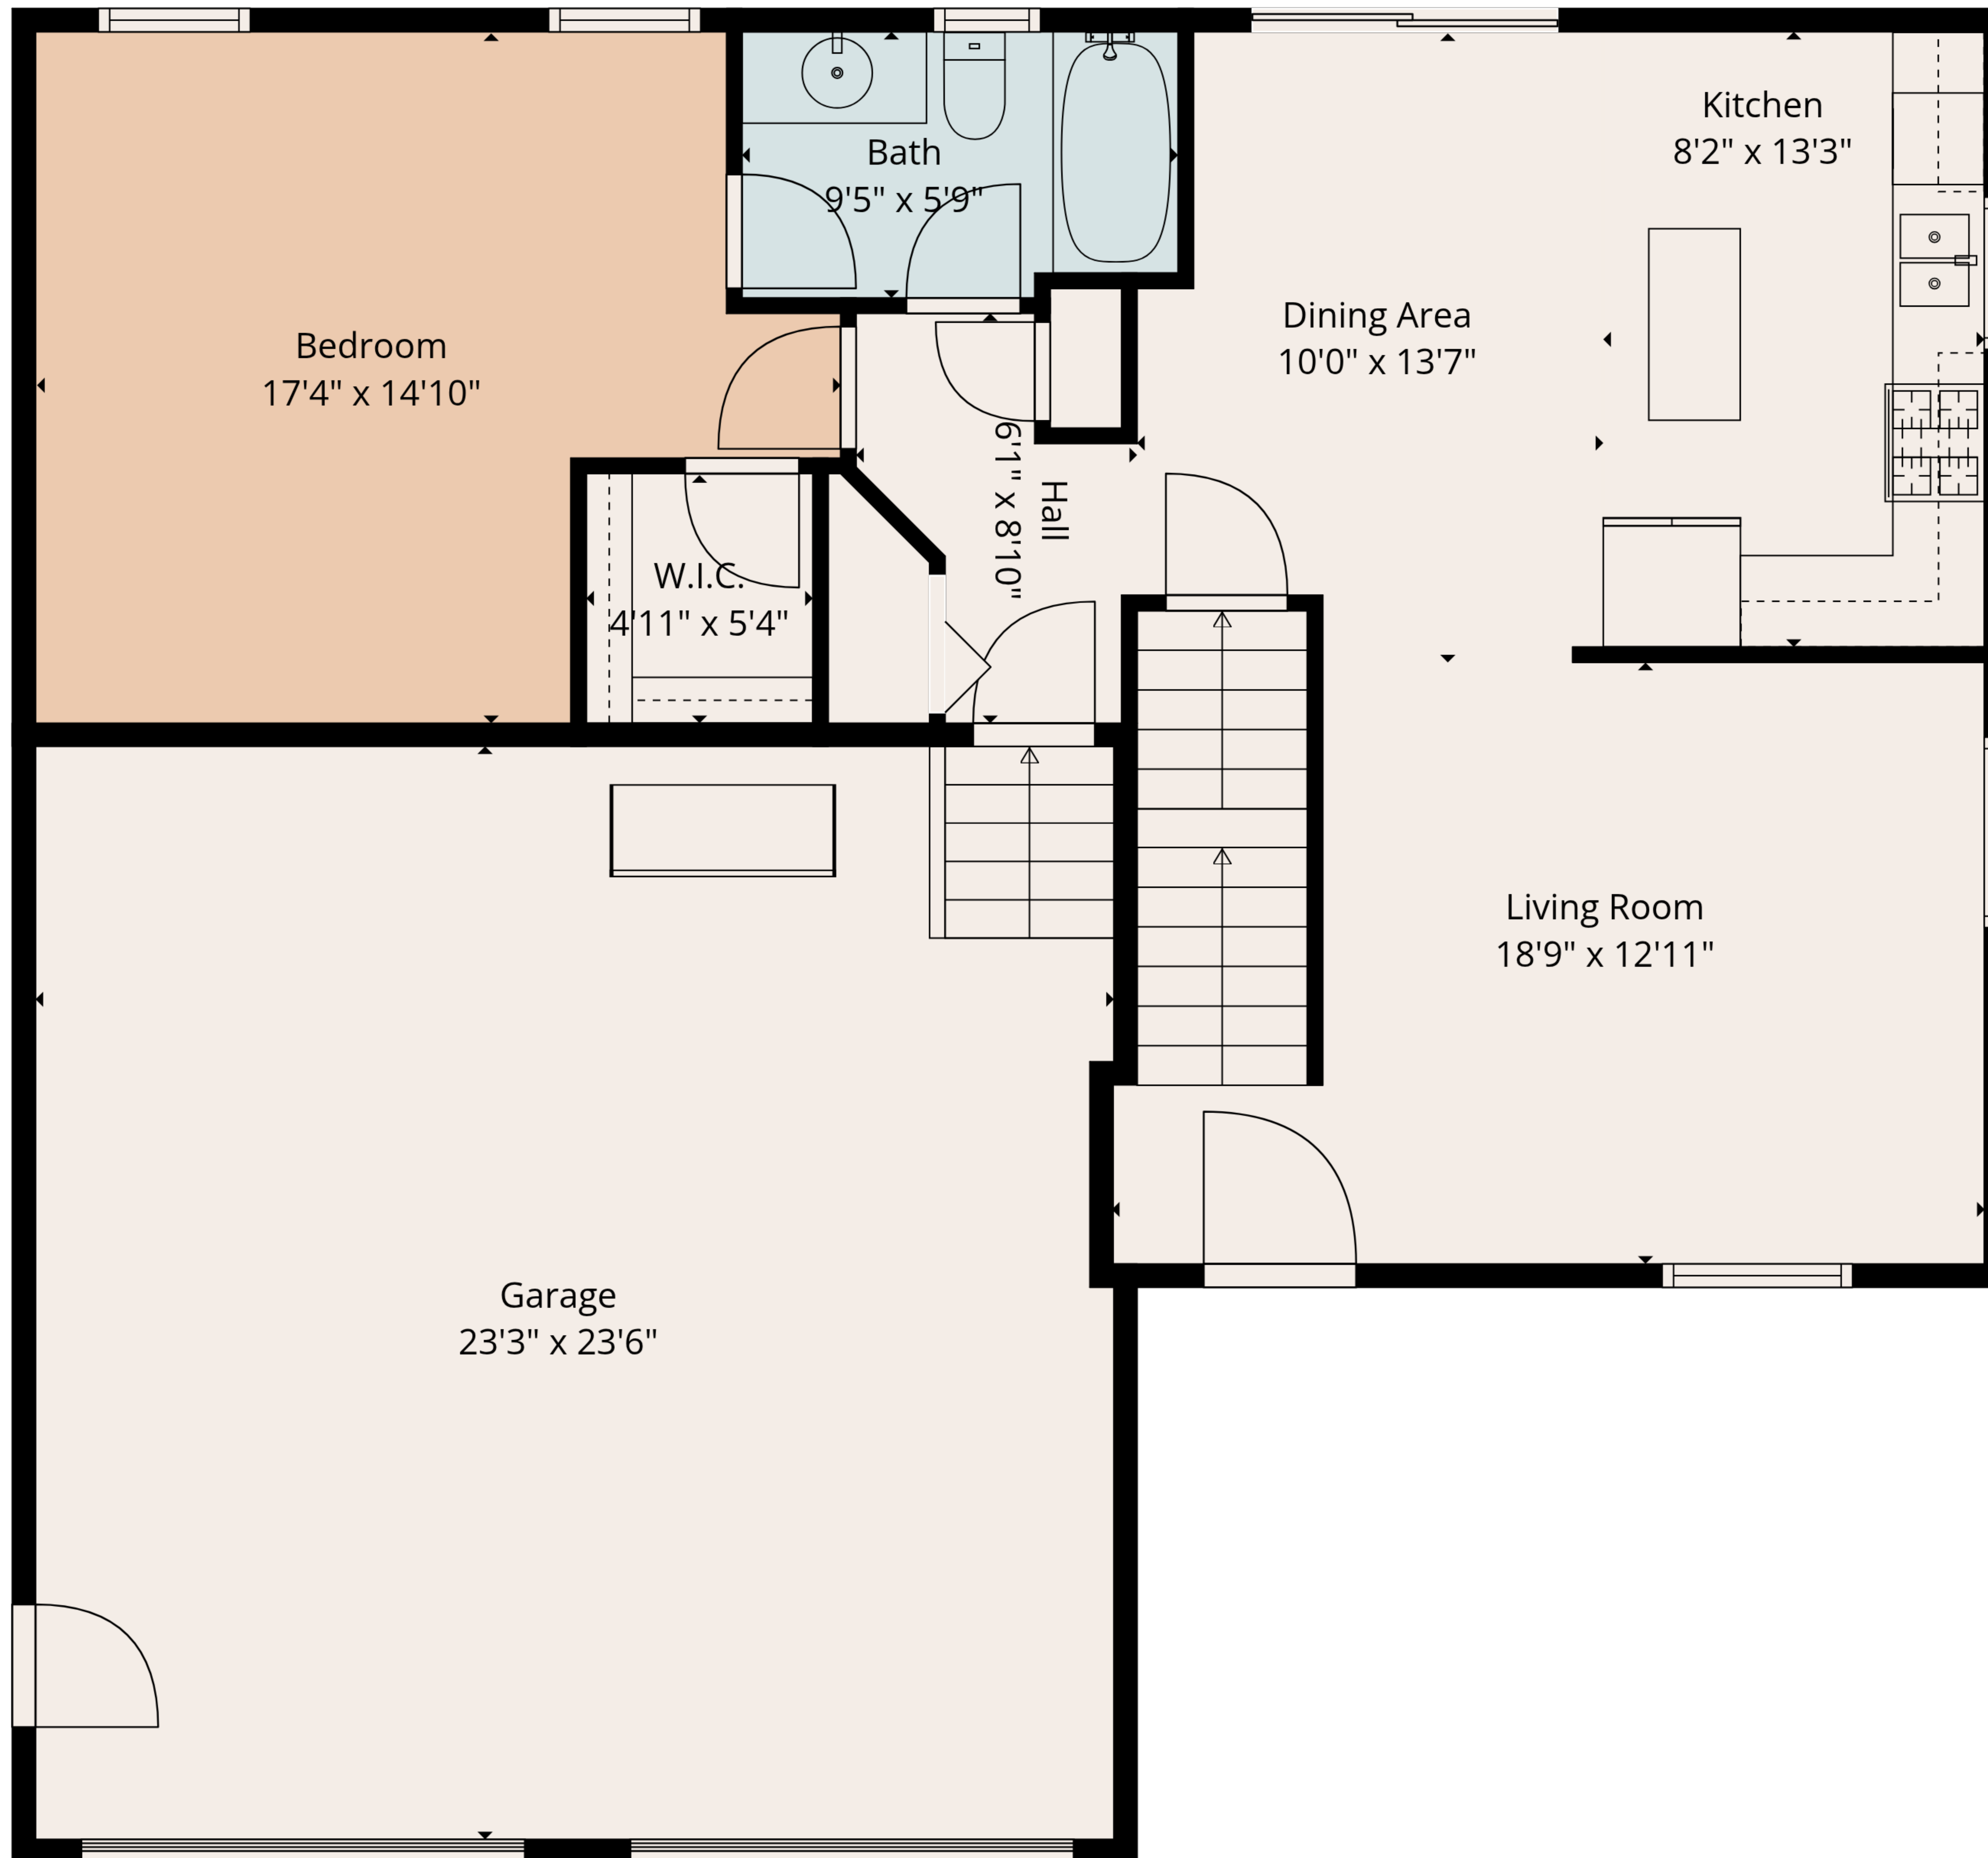 Kitchen
8'2" x 13'3"
Bath
9'5" x 5'9"
Dining Area
10'0" x 13'7"
Bedroom
17'4" x 14'10"
Hall
6'1" x 8'10"
W.I.C.
4'11" x 5'4"
Living Room
18'9" x 12'11"
Garage
23'3" x 23'6"